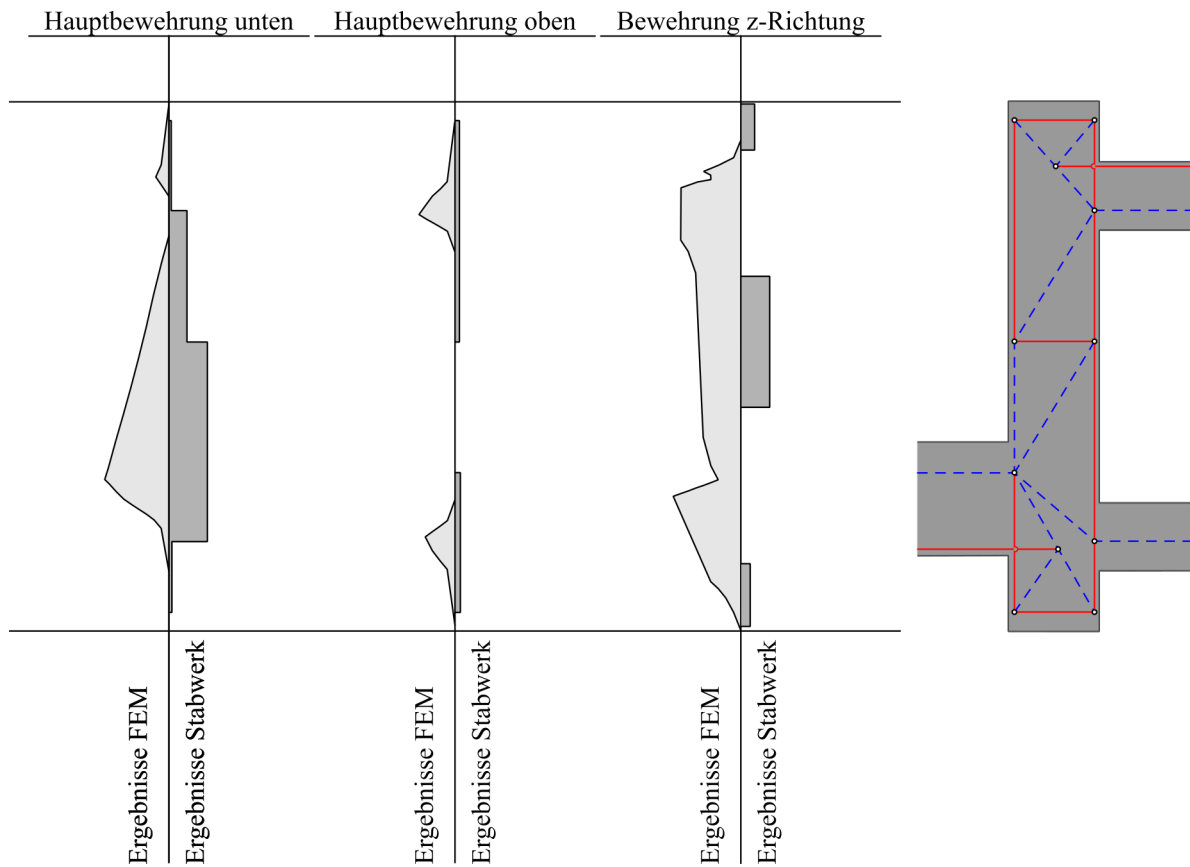 Hauptbewehrung unten
Hauptbewehrung oben
Bewehrung z-Richtung
Ergebnisse FEM
Ergebnisse Stabwerk
Ergebnisse FEM
Ergebnisse Stabwerk
Ergebnisse FEM
Ergebnisse Stabwerk